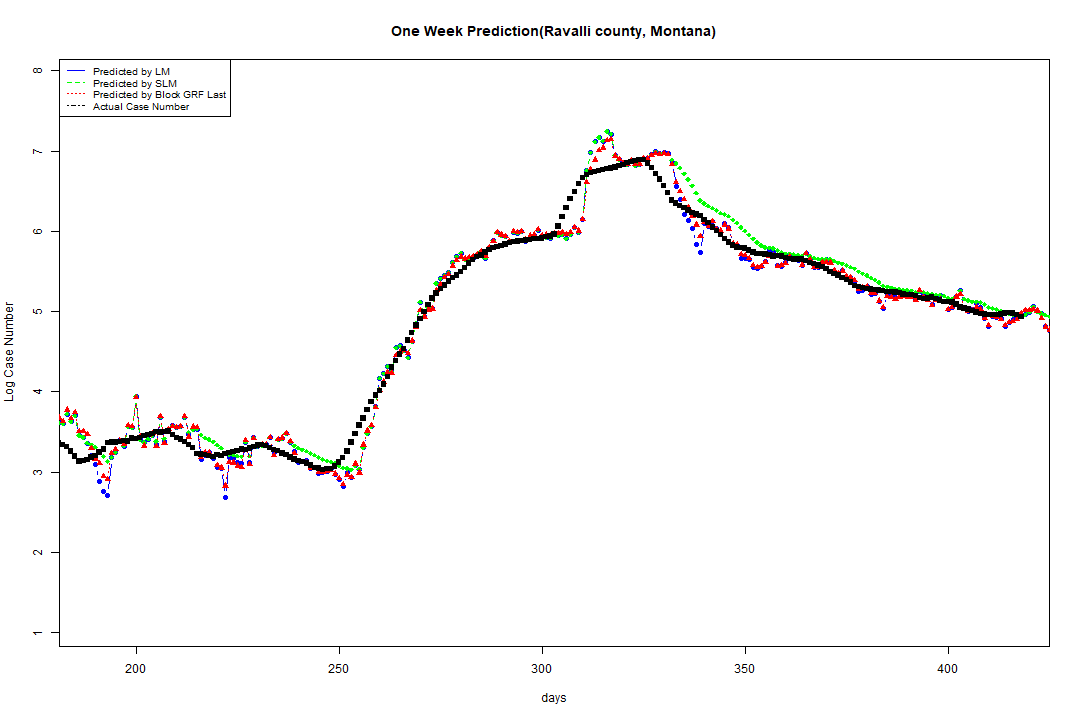 One Week Prediction(Ravalli county, Montana)
Predicted by LM
Predicted by SLM
Predicted by Block GRF Last
Actual Case Number
Log Case Number
8
7
6
5
4
3
2
1
200
250
300
350
400
days